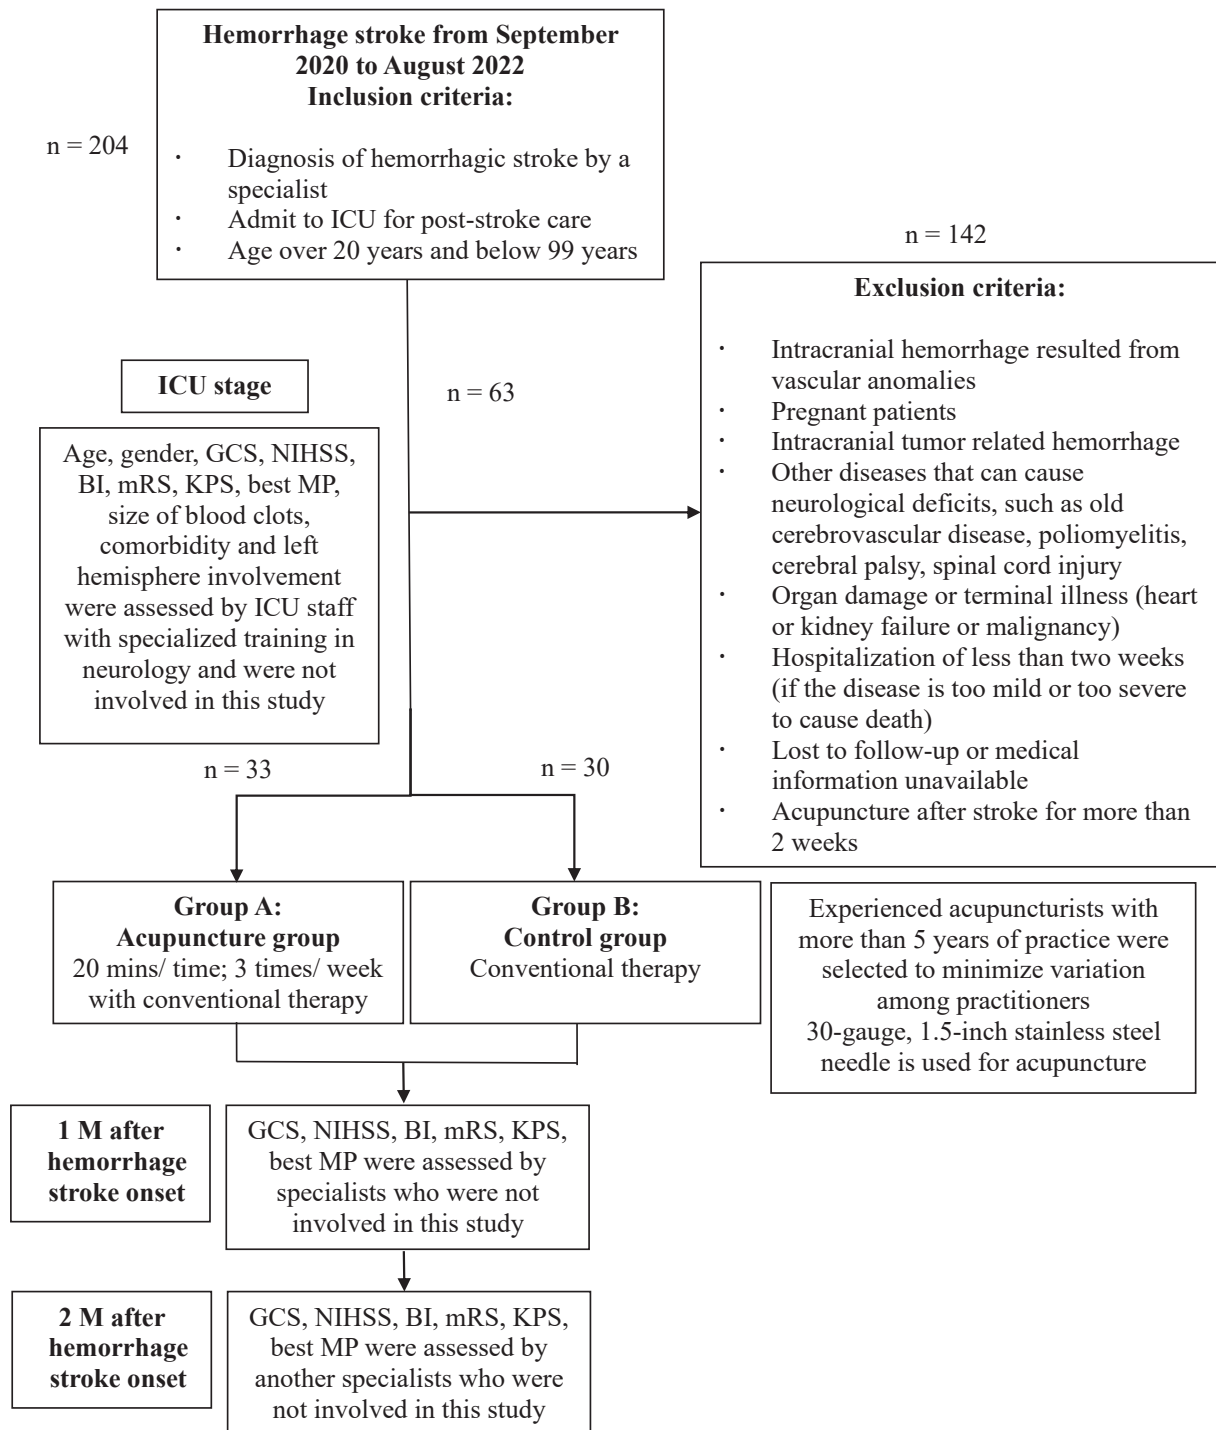 Hemorrhage stroke from September
2020 to August 2022
Inclusion criteria:
n = 204
· Diagnosis of hemorrhagic stroke by a
specialist
· Admit to ICU for post-stroke care
· Age over 20 years and below 99 years
n = 142
Exclusion criteria:
· Intracranial hemorrhage resulted from
vascular anomalies
· Pregnant patients
· Intracranial tumor related hemorrhage
· Other diseases that can cause
neurological deficits, such as old
cerebrovascular disease, poliomyelitis,
cerebral palsy, spinal cord injury
· Organ damage or terminal illness (heart
or kidney failure or malignancy)
· Hospitalization of less than two weeks
(if the disease is too mild or too severe
to cause death)
· Lost to follow-up or medical
information unavailable
· Acupuncture after stroke for more than
2 weeks
ICU stage
n = 63
Age, gender, GCS, NIHSS,
BI, mRS, KPS, best MP,
size of blood clots,
comorbidity and left
hemisphere involvement
were assessed by ICU staff
with specialized training in
neurology and were not
involved in this study
n = 33
n = 30
Group A:
Acupuncture group
20 mins/ time; 3 times/ week
with conventional therapy
Group B:
Control group
Conventional therapy
Experienced acupuncturists with
more than 5 years of practice were
selected to minimize variation
among practitioners
30-gauge, 1.5-inch stainless steel
needle is used for acupuncture
1 M after
hemorrhage
stroke onset
GCS, NIHSS, BI, mRS, KPS,
best MP were assessed by
specialists who were not
involved in this study
2 M after
hemorrhage
stroke onset
GCS, NIHSS, BI, mRS, KPS,
best MP were assessed by
another specialists who were
not involved in this study